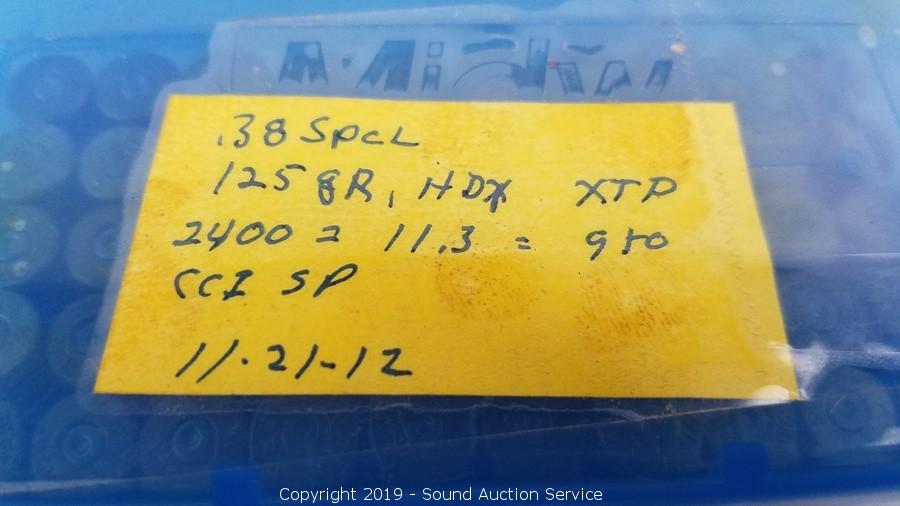 Midw
.38 SPCL
125 gR, HDY XTP
2400 = 11.3 = 950
CCI SP
11-21-12
Copyright 2019 - Sound Auction Service